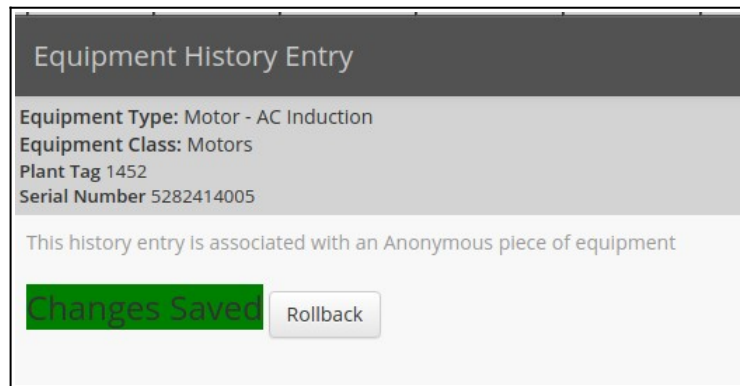 Equipment History Entry
Equipment Type: Motor - AC Induction
Equipment Class: Motors
Plant Tag 1452
Serial Number 5282414005
This history entry is associated with an Anonymous piece of equipment
Changes Saved Rollback